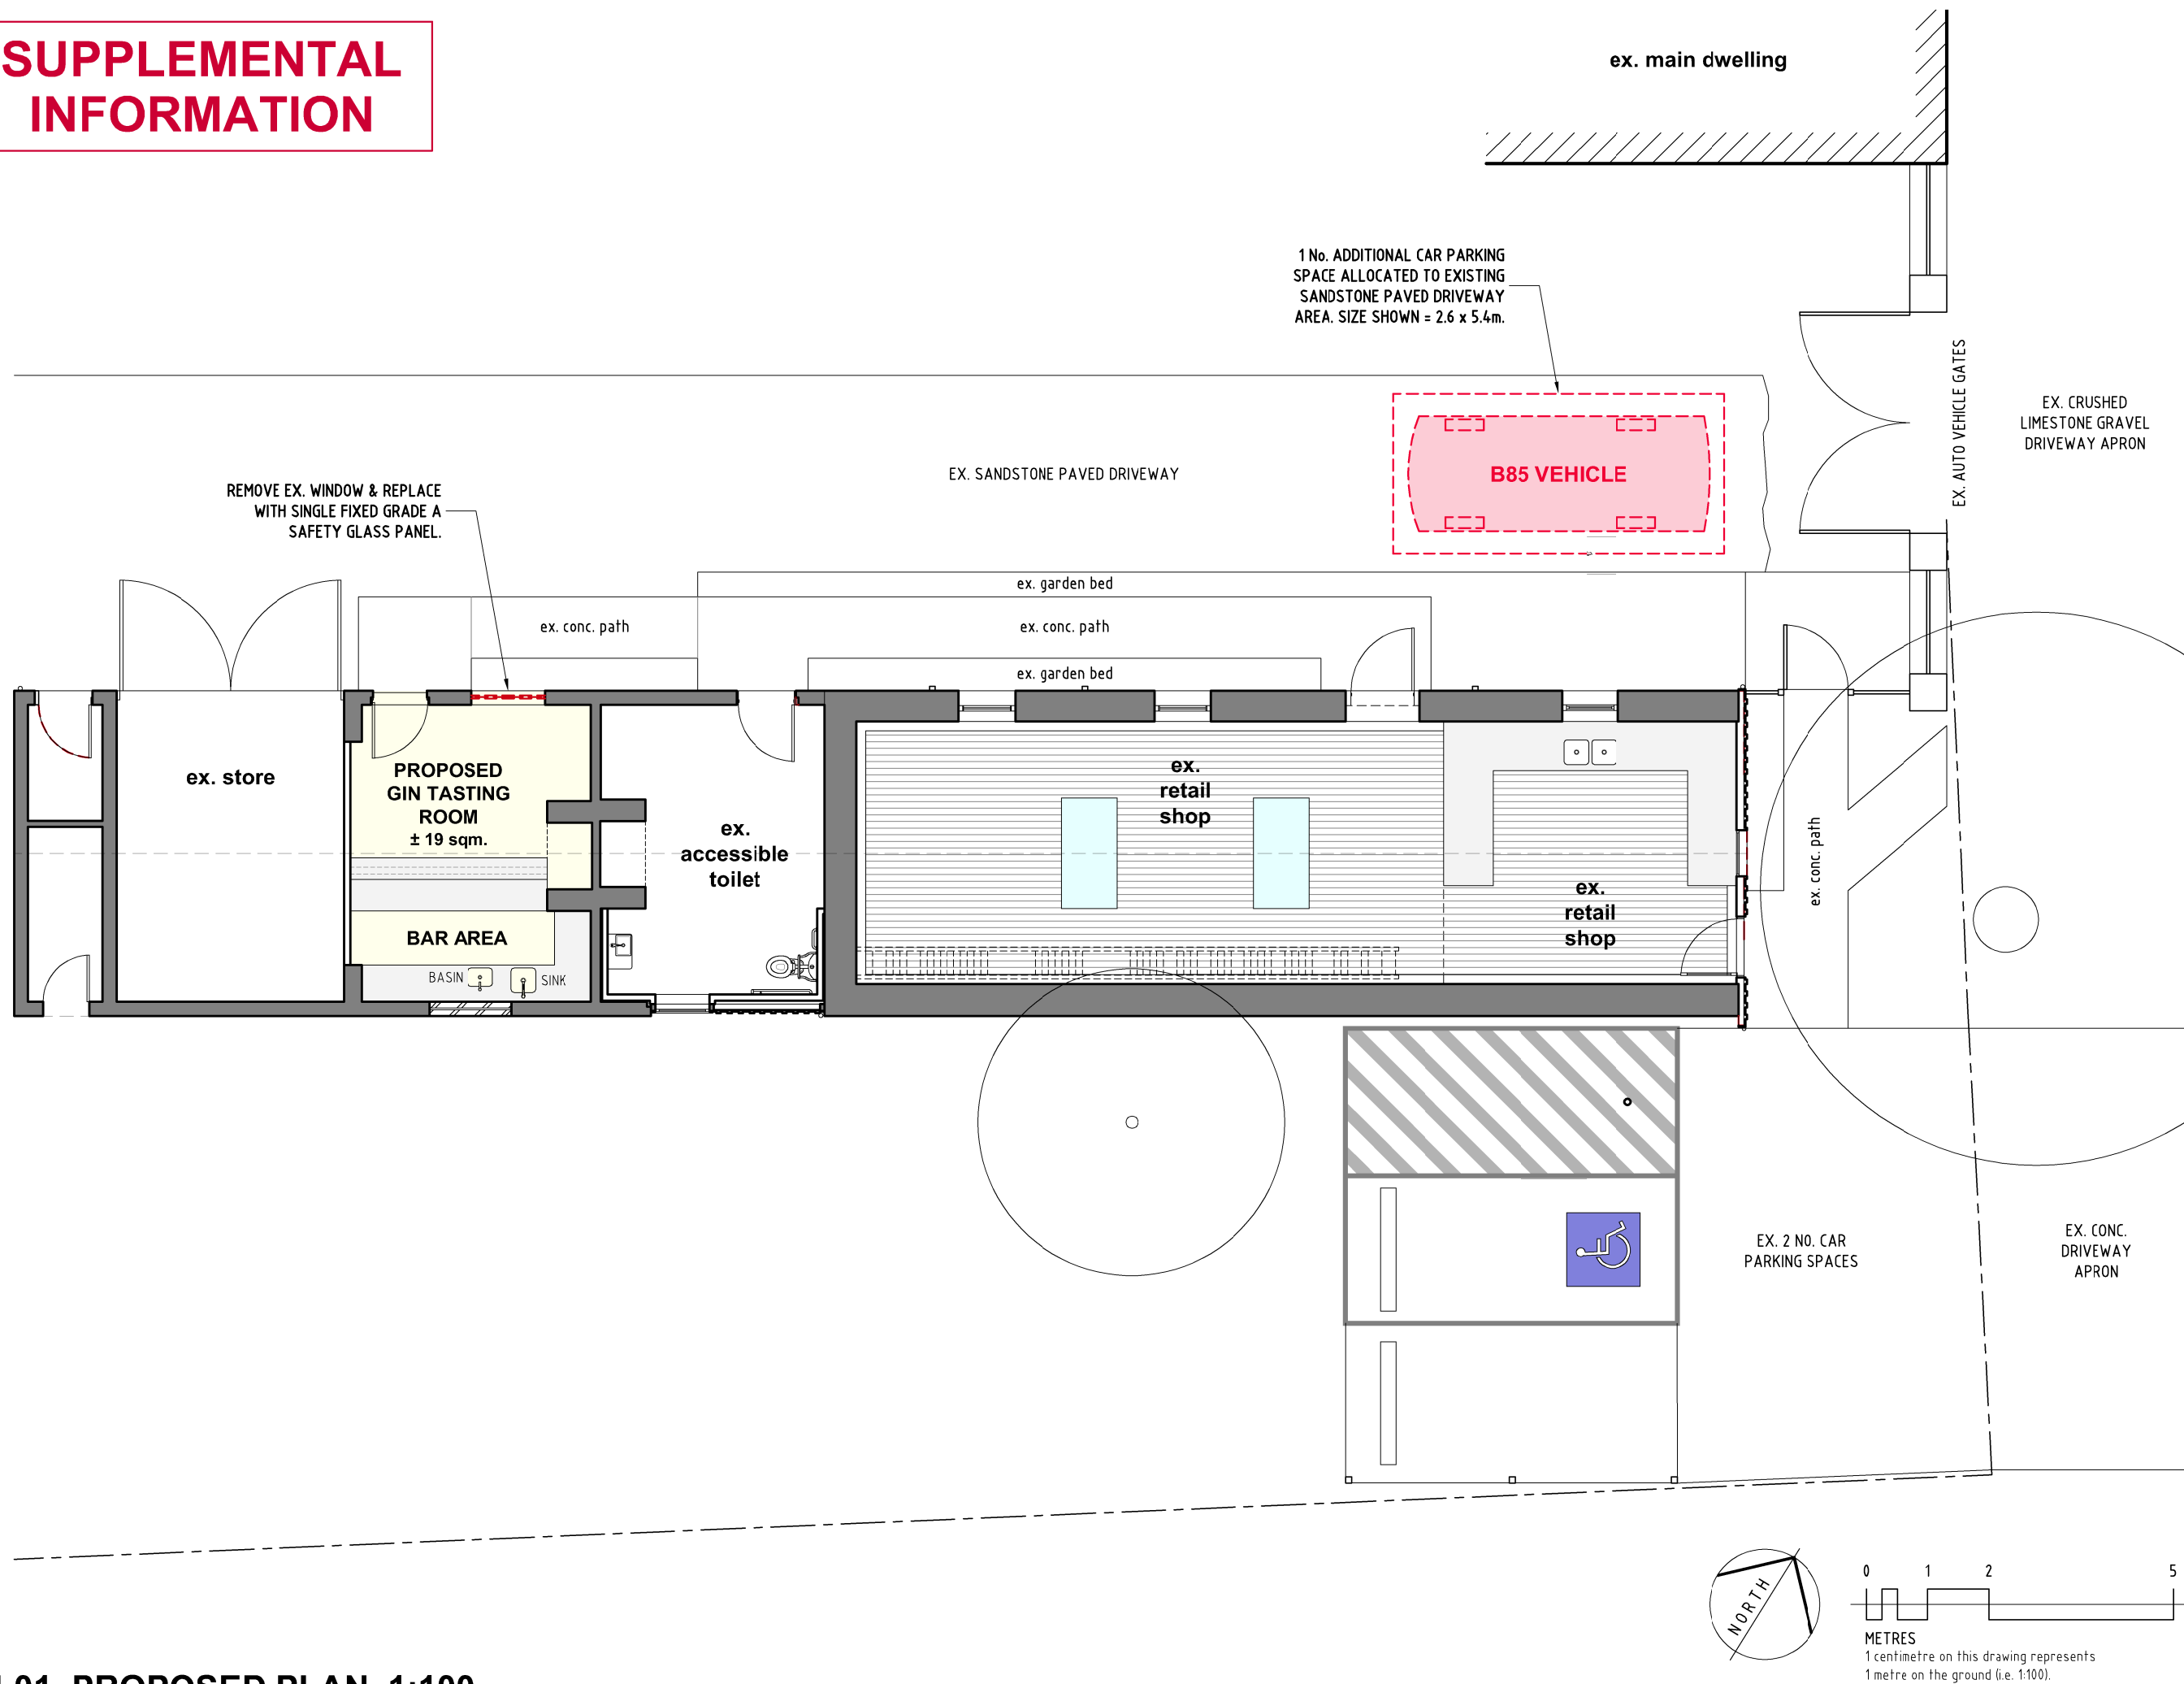 SUPPLEMENTAL
INFORMATION
ex. main dwelling
1 No. ADDITIONAL CAR PARKING
SPACE ALLOCATED TO EXISTING
SANDSTONE PAVED DRIVEWAY
AREA. SIZE SHOWN = 2.6 x 5.4m.
EX. AUTO VEHICLE GATES
EX. CRUSHED
LIMESTONE GRAVEL
DRIVEWAY APRON
EX. SANDSTONE PAVED DRIVEWAY
B85 VEHICLE
REMOVE EX. WINDOW & REPLACE
WITH SINGLE FIXED GRADE A
SAFETY GLASS PANEL.
ex. garden bed
ex. conc. path
ex. conc. path
ex. garden bed
ex. store
PROPOSED
GIN TASTING
ROOM
± 19 sqm.
BAR AREA
BASIN
SINK
ex.
accessible
toilet
ex.
retail
shop
ex.
retail
shop
ex. conc. path
EX. 2 NO. CAR
PARKING SPACES
EX. CONC.
DRIVEWAY
APRON
NORTH
0 1 2 5
METRES
1 centimetre on this drawing represents
1 metre on the ground (i.e. 1:100).
01 PROPOSED PLAN 1:100